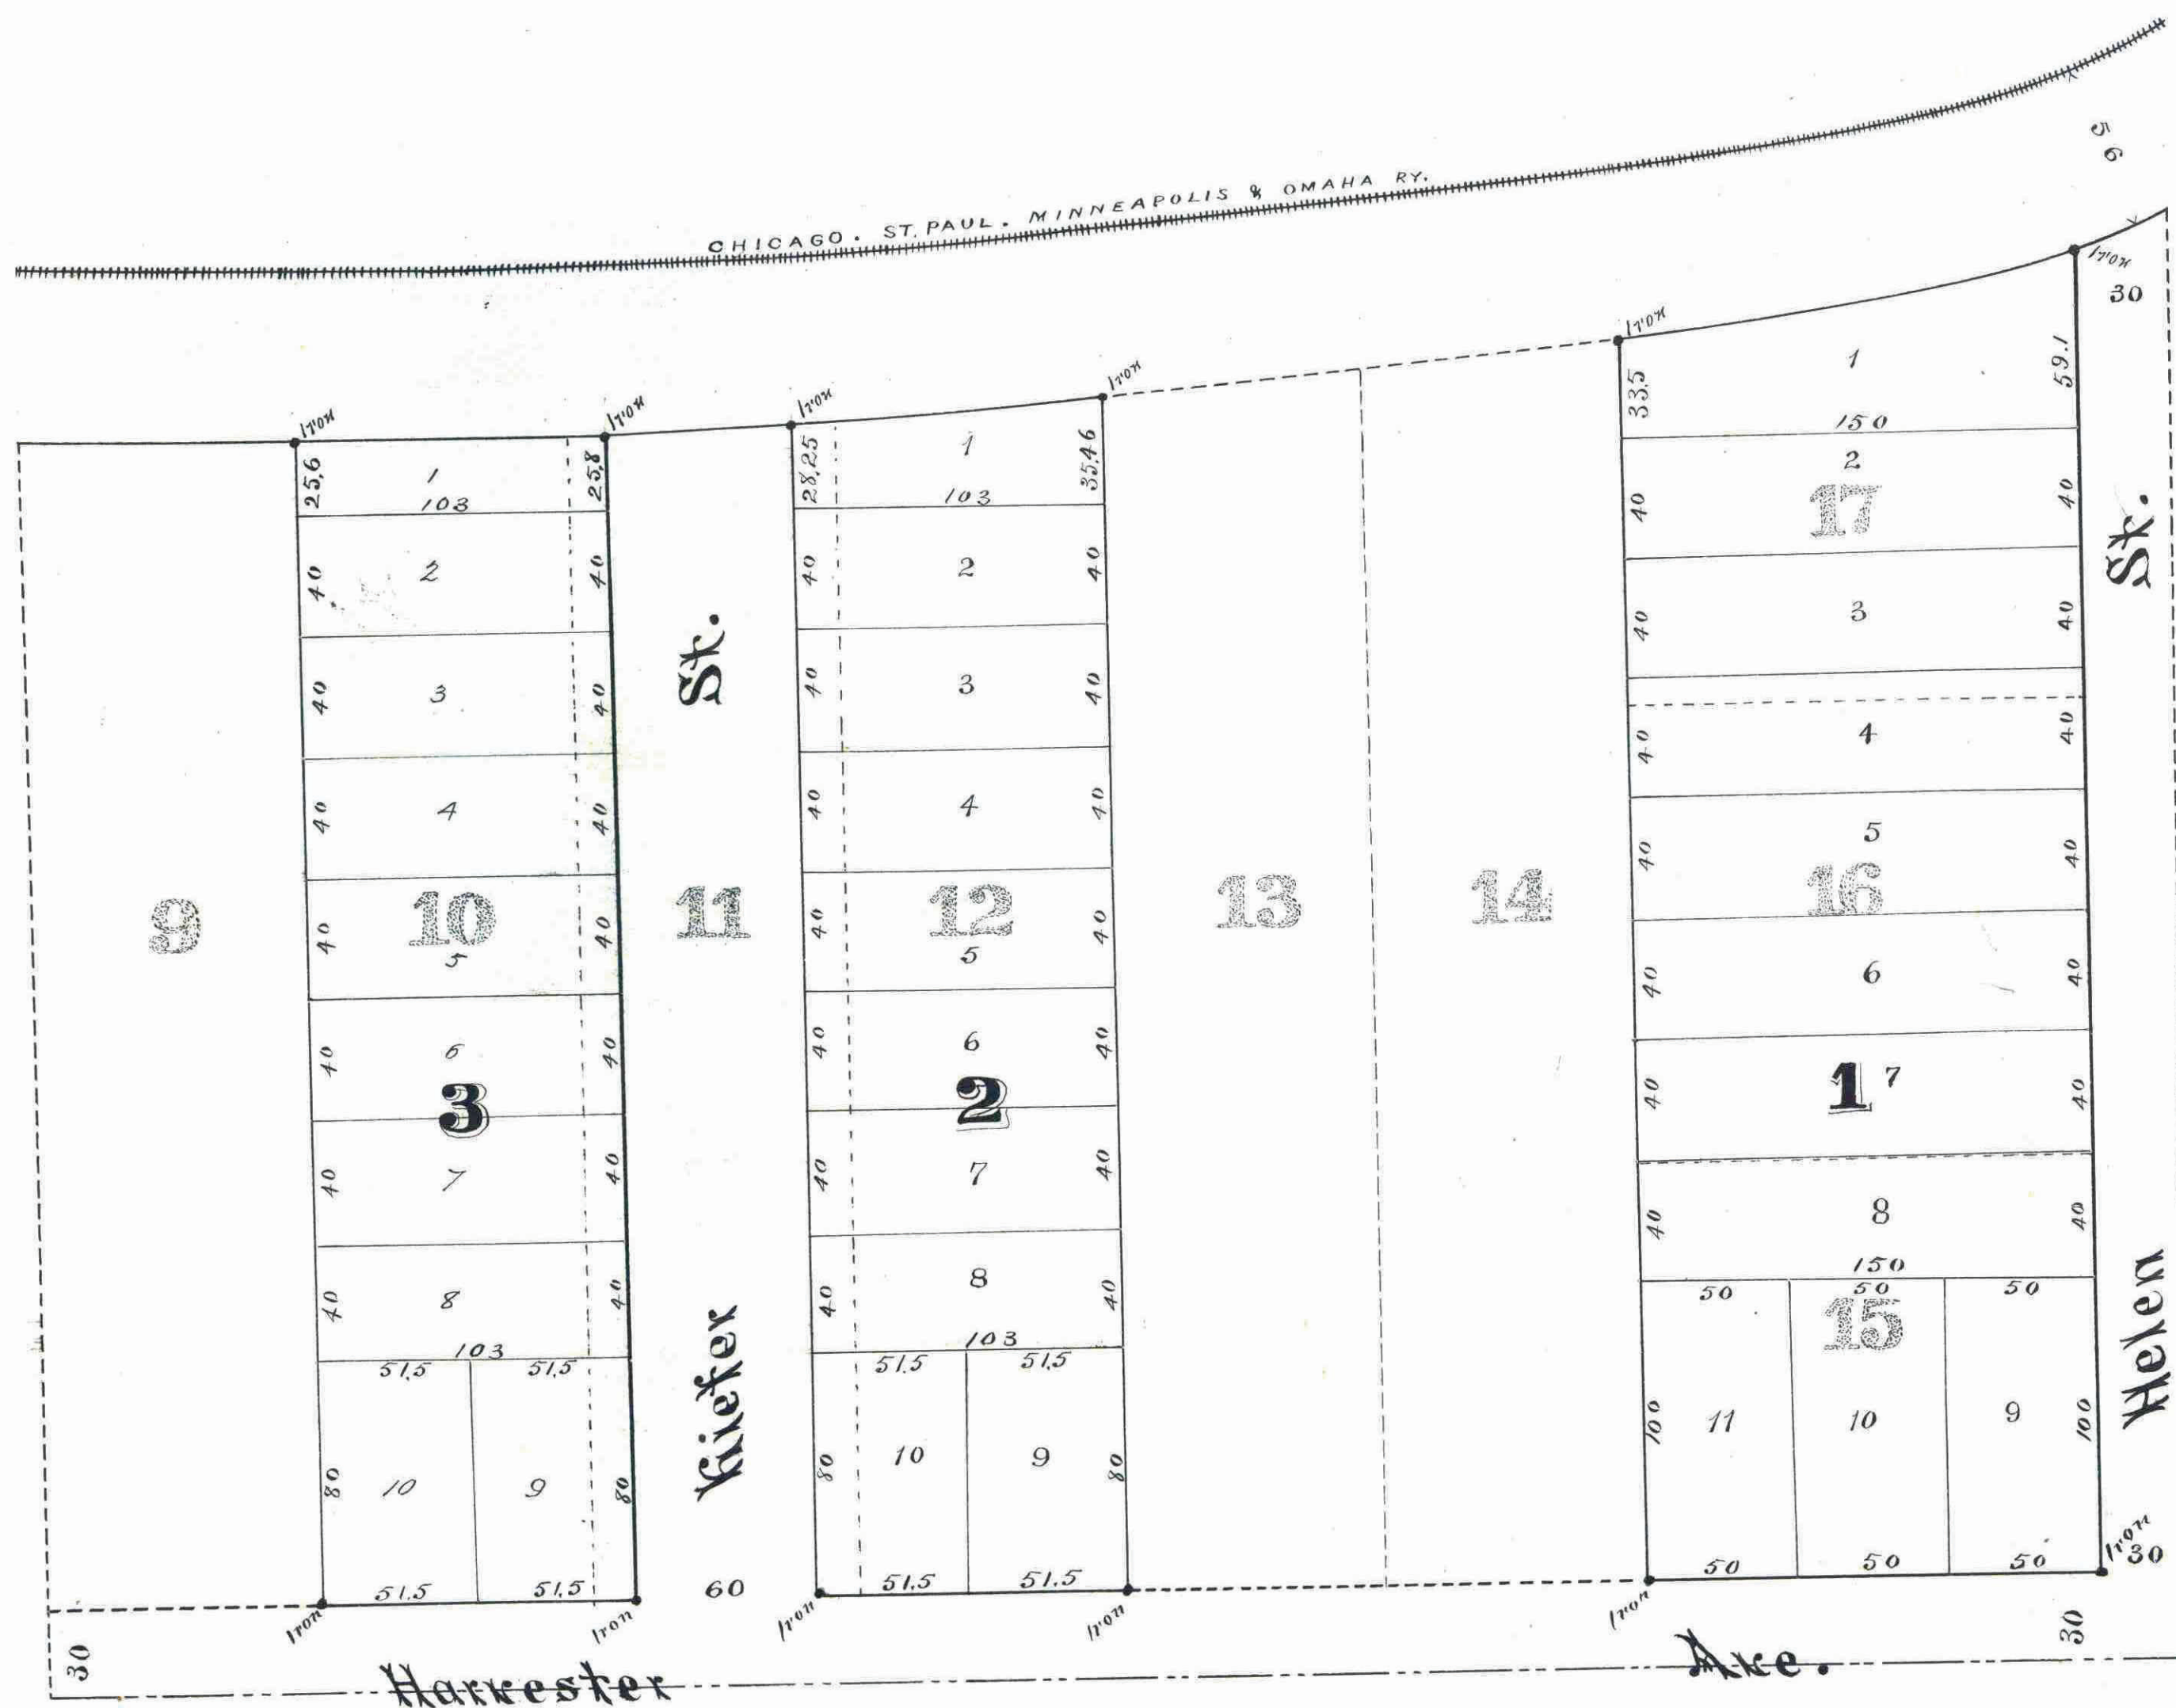 CHICAGO. ST. PAUL. MINNEAPOLIS & OMAHA RY.
56
Iron
30
Iron
Iron
Iron
Iron
Iron
9
10
11
12
13
14
17
16
15
3
2
1
25.6
1
25.8
103
40 2 40
40 3 40
40 4 40
40 5 40
40 6 40
40 7 40
40 8 40
103
51.5 51.5
80 10 9 80
51.5 51.5
Iron Iron
Kiefer St.
60
28.25
1
35.46
103
40 2 40
40 3 40
40 4 40
40 5 40
40 6 40
40 7 40
40 8 40
103
51.5 51.5
80 10 9 80
51.5 51.5
Iron Iron
33.5
1
59.1
150
40 2 40
40 3 40
40 4 40
40 5 40
40 6 40
40 7 40
40 8 40
150
50 50 50
100 11 10 9 100
50 50 50
Iron Iron
30
Helen St.
30 30
Harvester Ave.